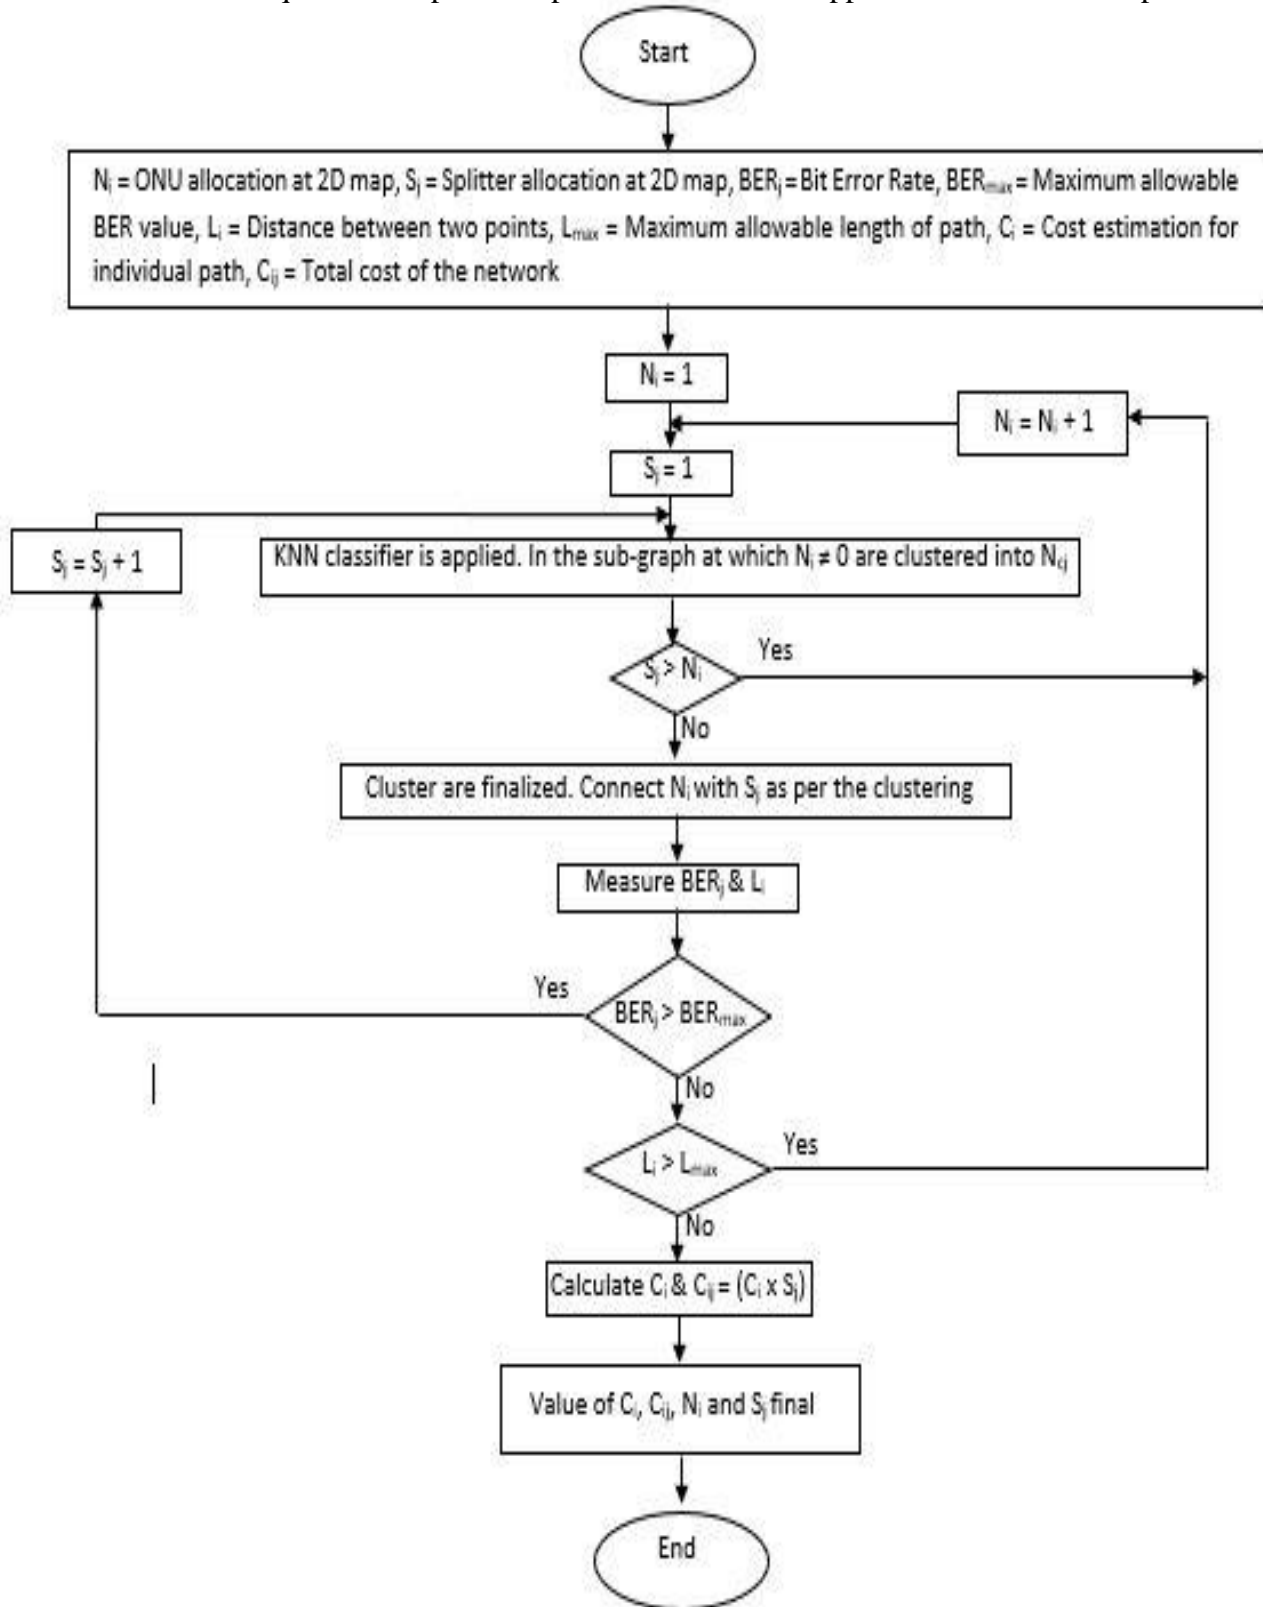 Start
Nᵢ = ONU allocation at 2D map, Sⱼ = Splitter allocation at 2D map, BERⱼ = Bit Error Rate, BERₘₐₓ = Maximum allowable
BER value, Lᵢ = Distance between two points, Lₘₐₓ = Maximum allowable length of path, Cᵢ = Cost estimation for
individual path, Cᵢⱼ = Total cost of the network
Nᵢ = 1
Nᵢ = Nᵢ + 1
Sⱼ = 1
Sⱼ = Sⱼ + 1
KNN classifier is applied. In the sub-graph at which Nᵢ ≠ 0 are clustered into N_cj
Sⱼ > Nᵢ
Yes
No
Cluster are finalized. Connect Nᵢ with Sⱼ as per the clustering
Measure BERⱼ & Lᵢ
Yes
BERⱼ > BERₘₐₓ
No
Lᵢ > Lₘₐₓ
Yes
No
Calculate Cᵢ & Cᵢⱼ = (Cᵢ x Sⱼ)
Value of Cᵢ, Cᵢⱼ, Nᵢ and Sⱼ final
End